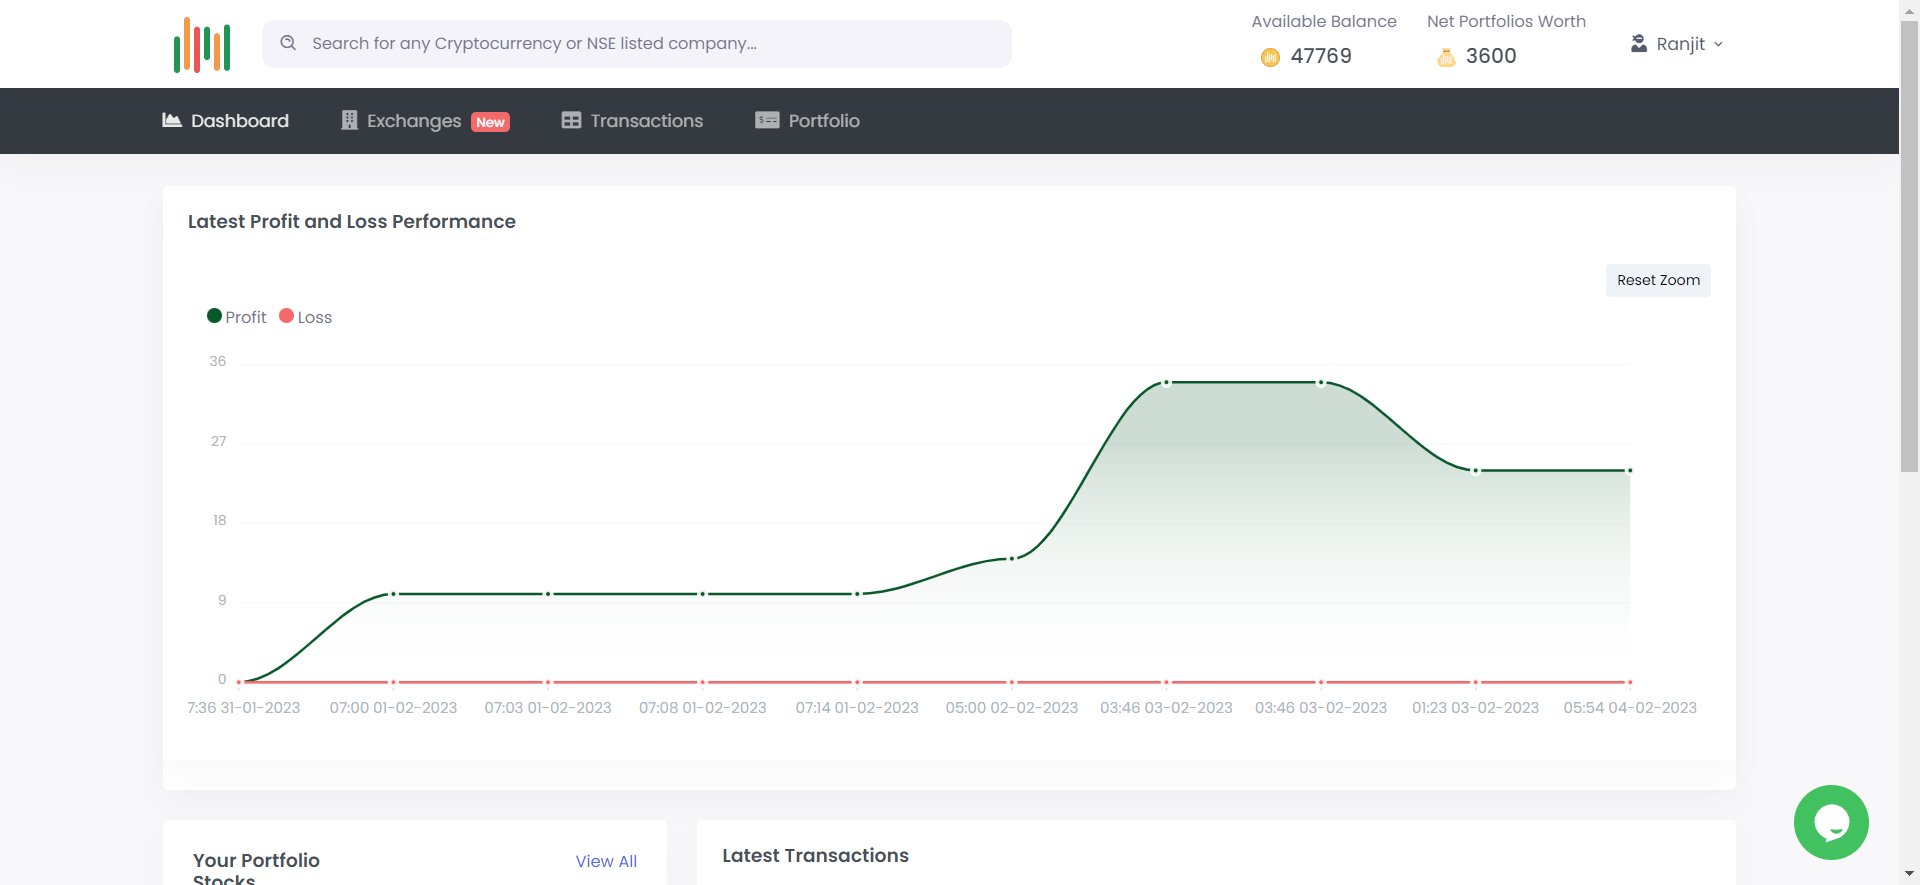 Search for any Cryptocurrency or NSE listed company...
Available Balance
47769
Net Portfolios Worth
3600
Ranjit
Dashboard
Exchanges New
Transactions
Portfolio
Latest Profit and Loss Performance
Reset Zoom
Profit Loss
36
27
18
9
0
7:36 31-01-2023
07:00 01-02-2023
07:03 01-02-2023
07:08 01-02-2023
07:14 01-02-2023
05:00 02-02-2023
03:46 03-02-2023
03:46 03-02-2023
01:23 03-02-2023
05:54 04-02-2023
Your Portfolio
Stocks
View All
Latest Transactions